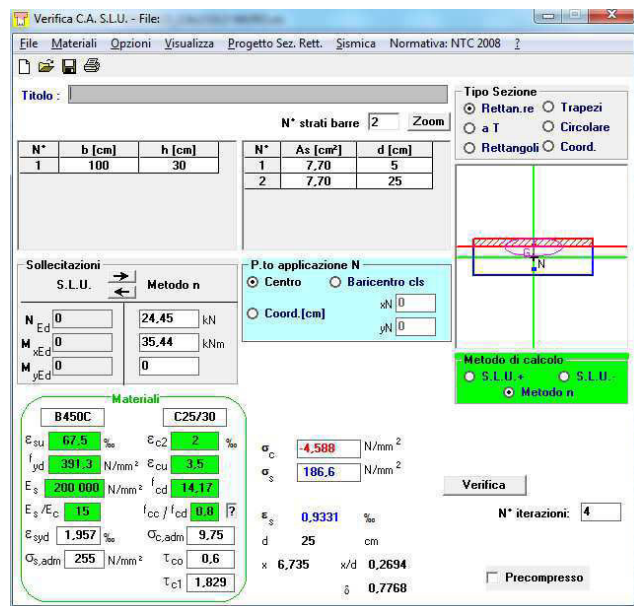 Verifica C.A. S.L.U. - File:
File Materiali Opzioni Visualizza Progetto Sez. Rett. Sismica Normativa: NTC 2008 ?
Titolo :
N° strati barre 2 Zoom
N° b [cm] h [cm]
1 100 30
N° As [cm²] d [cm]
1 7,70 5
2 7,70 25
Tipo Sezione
Rettan.re Trapezi
a T Circolare
Rettangoli Coord.
G
N
Sollecitazioni
S.L.U. Metodo n
N Ed 0 24,45 kN
M xEd 0 35,44 kNm
M yEd 0 0
P.to applicazione N
Centro Baricentro cls
Coord.[cm] xN 0
yN 0
Metodo di calcolo
S.L.U.+ S.L.U.-
Metodo n
Materiali
B450C C25/30
εsu 67,5 ‰ εc2 2 ‰
fyd 391,3 N/mm² εcu 3,5
Es 200 000 N/mm² fcd 14,17
Es/Ec 15 fcc / fcd 0,8 ?
εsyd 1,957 ‰ σc,adm 9,75
σs,adm 255 N/mm² τco 0,6
τc1 1,829
σc -4,588 N/mm²
σs 186,6 N/mm²
εs 0,9331 ‰
d 25 cm
x 6,735 x/d 0,2694
δ 0,7768
Verifica
N° iterazioni: 4
Precompresso